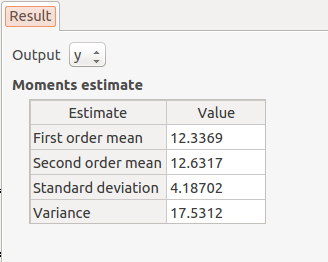 Result
Output y
Moments estimate
Estimate Value
First order mean 12.3369
Second order mean 12.6317
Standard deviation 4.18702
Variance 17.5312